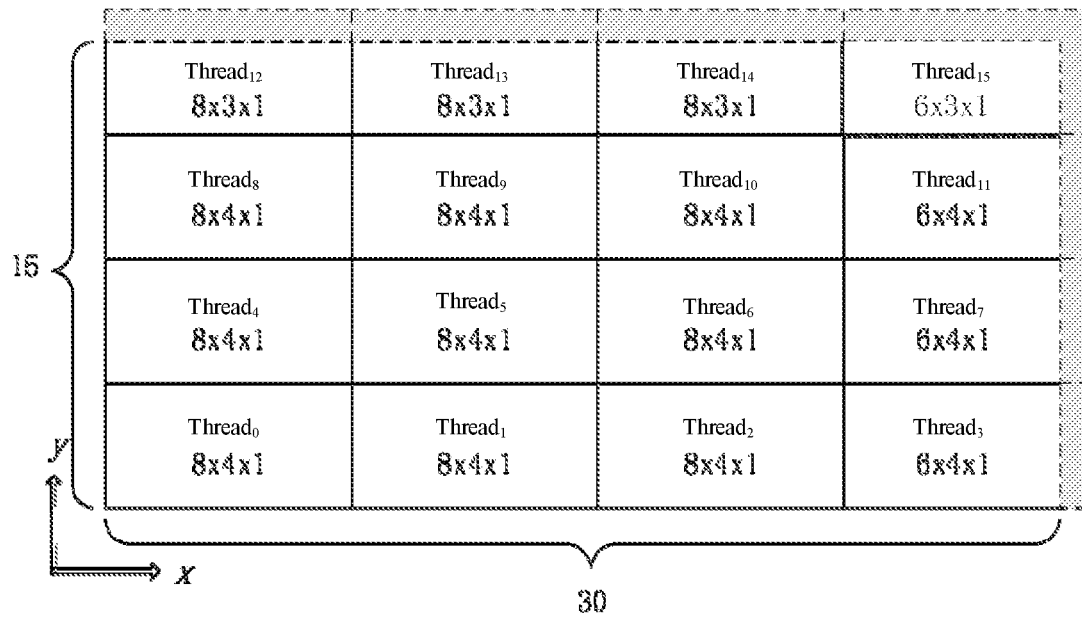 Thread12 Thread13 Thread14 Thread15
8x3x1 8x3x1 8x3x1 6x3x1
Thread8 Thread9 Thread10 Thread11
8x4x1 8x4x1 8x4x1 6x4x1
15
Thread4 Thread5 Thread6 Thread7
8x4x1 8x4x1 8x4x1 6x4x1
Thread0 Thread1 Thread2 Thread3
y
8x4x1 8x4x1 8x4x1 6x4x1
x
30